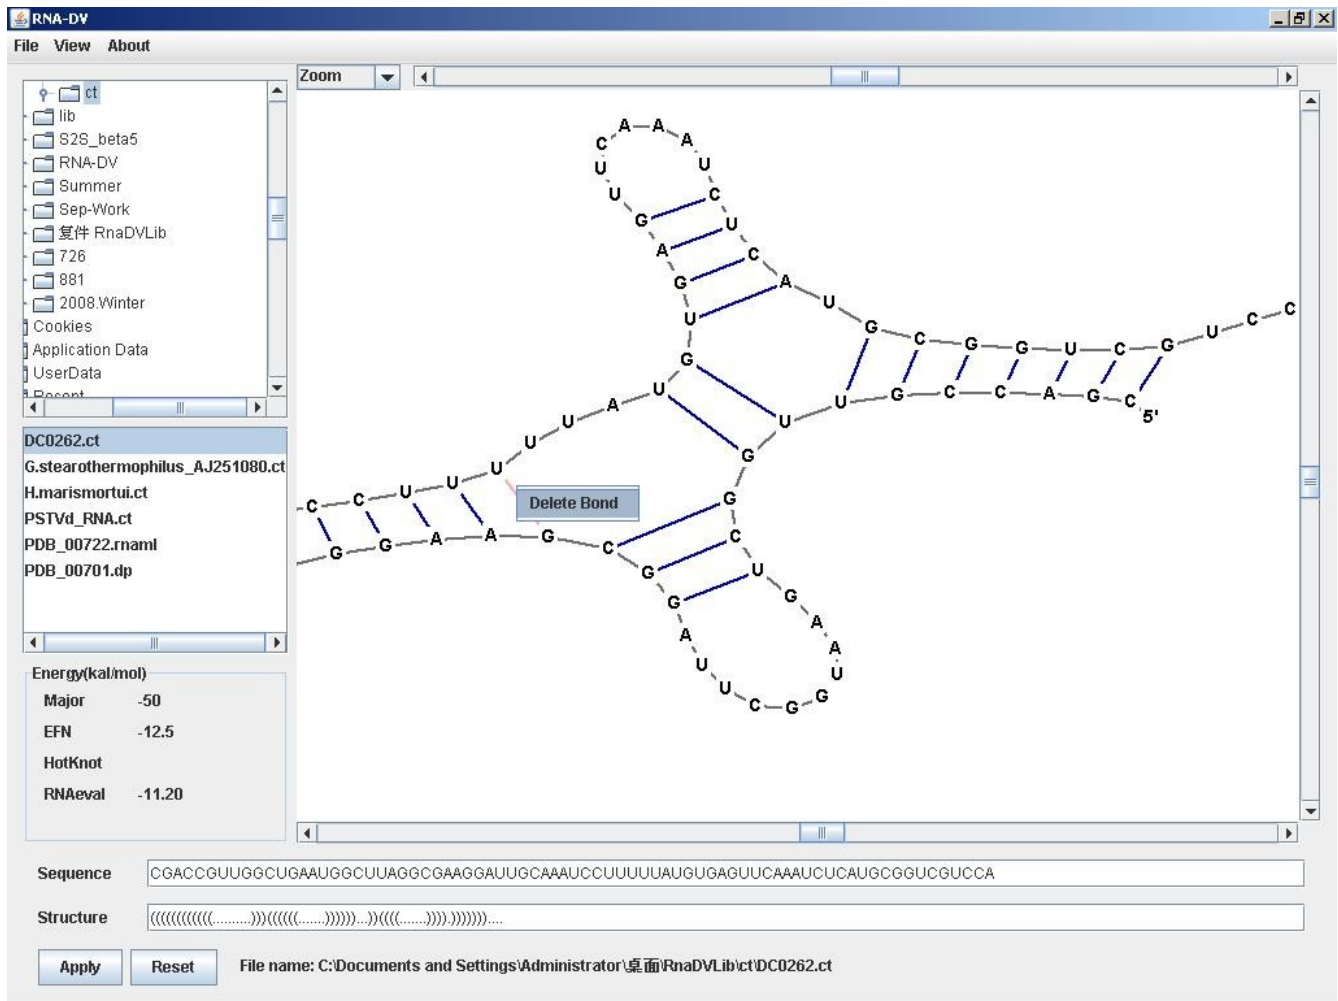 RNA-DV
File View About
ct
lib
S2S_beta5
RNA-DV
Summer
Sep-Work
复件 RnaDVLib
726
881
2008.Winter
Cookies
Application Data
UserData
Recent
DC0262.ct
G.stearothermophilus_AJ251080.ct
H.marismortui.ct
PSTVd_RNA.ct
PDB_00722.rnaml
PDB_00701.dp
Energy(kal/mol)
Major -50
EFN -12.5
HotKnot
RNAeval -11.20
Zoom
C C U U U U U A U G U G A G U U C A A A U C U C A U G C G G U C G U C C
5'
C G A C C G U U G G C U G A A U G G C U U A G G C G A A G G
Delete Bond
Sequence CGACCGUUGGCUGAAUGGCUUAGGCGAAGGAUUGCAAAUCCUUUUUAUGUGAGUUCAAAUCUCAUGCGGUCGUCCA
Structure ((((((((((((..........)))((((((.......))))))...))((((.......)))).)))))))....
Apply Reset File name: C:\Documents and Settings\Administrator\桌面\RnaDVLib\ct\DC0262.ct